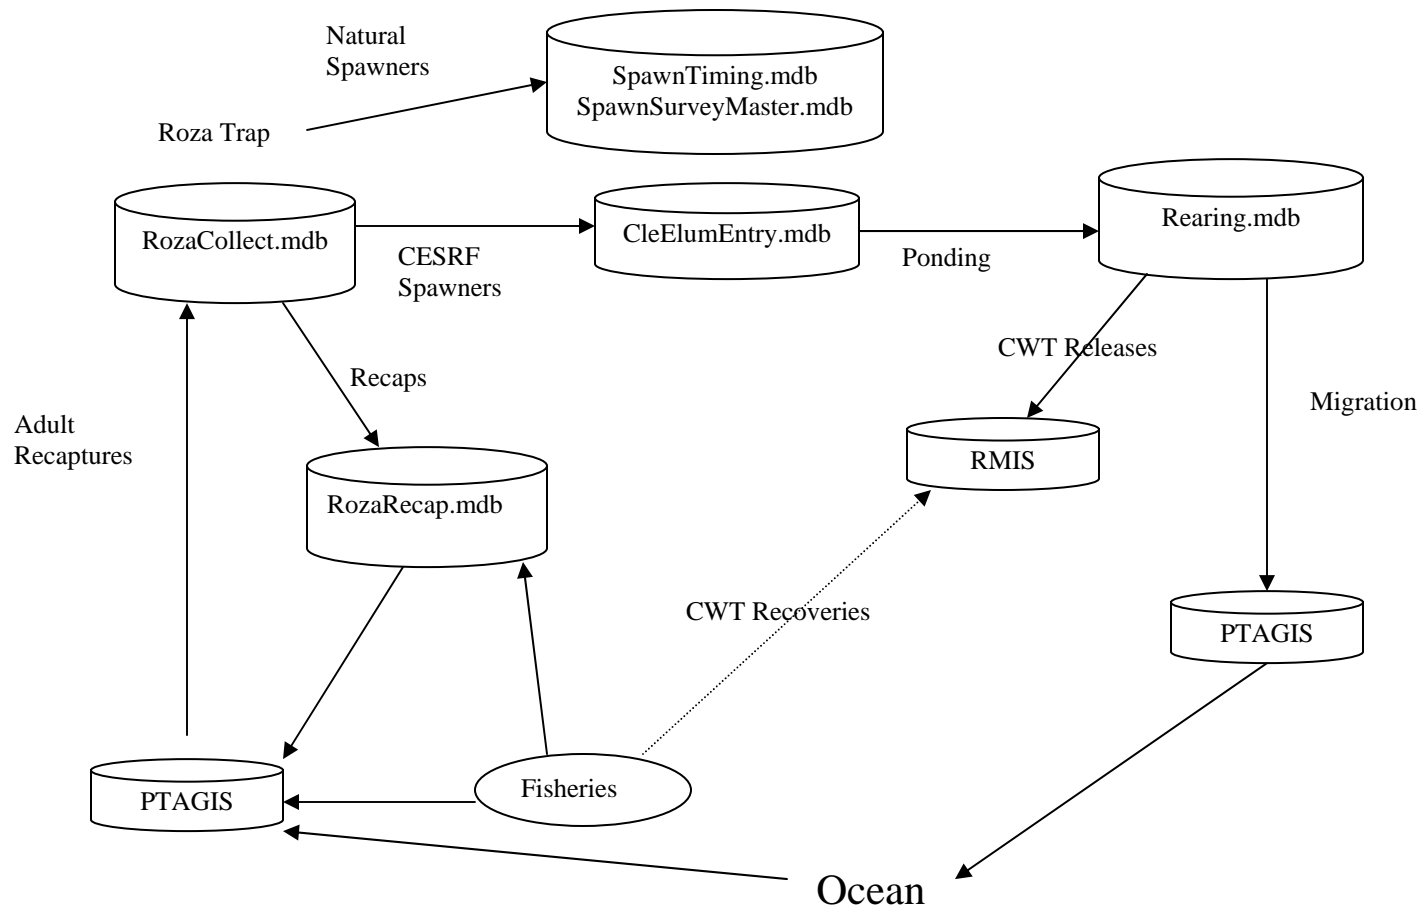 Natural
Spawners
SpawnTiming.mdb
SpawnSurveyMaster.mdb
Roza Trap
RozaCollect.mdb
CESRF
Spawners
CleElumEntry.mdb
Ponding
Rearing.mdb
CWT Releases
Recaps
Migration
Adult
Recaptures
RMIS
RozaRecap.mdb
CWT Recoveries
PTAGIS
PTAGIS
Fisheries
Ocean